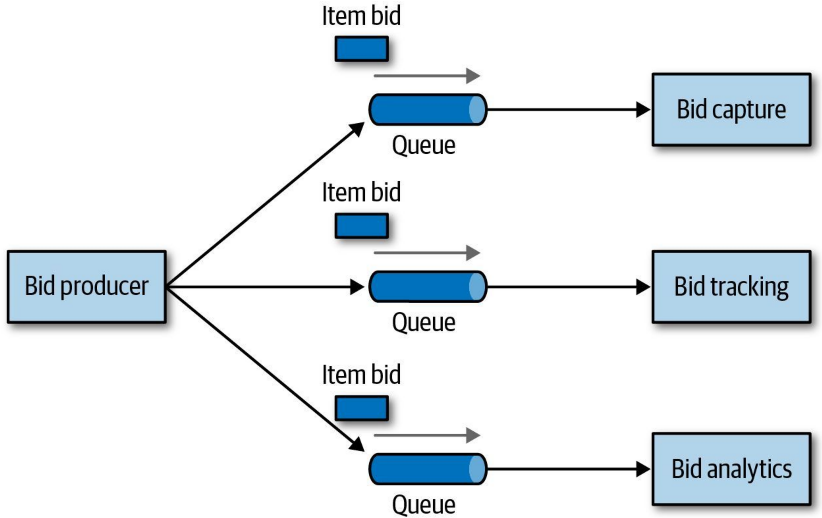 Item bid
Queue
Bid capture
Item bid
Bid producer
Queue
Bid tracking
Item bid
Queue
Bid analytics